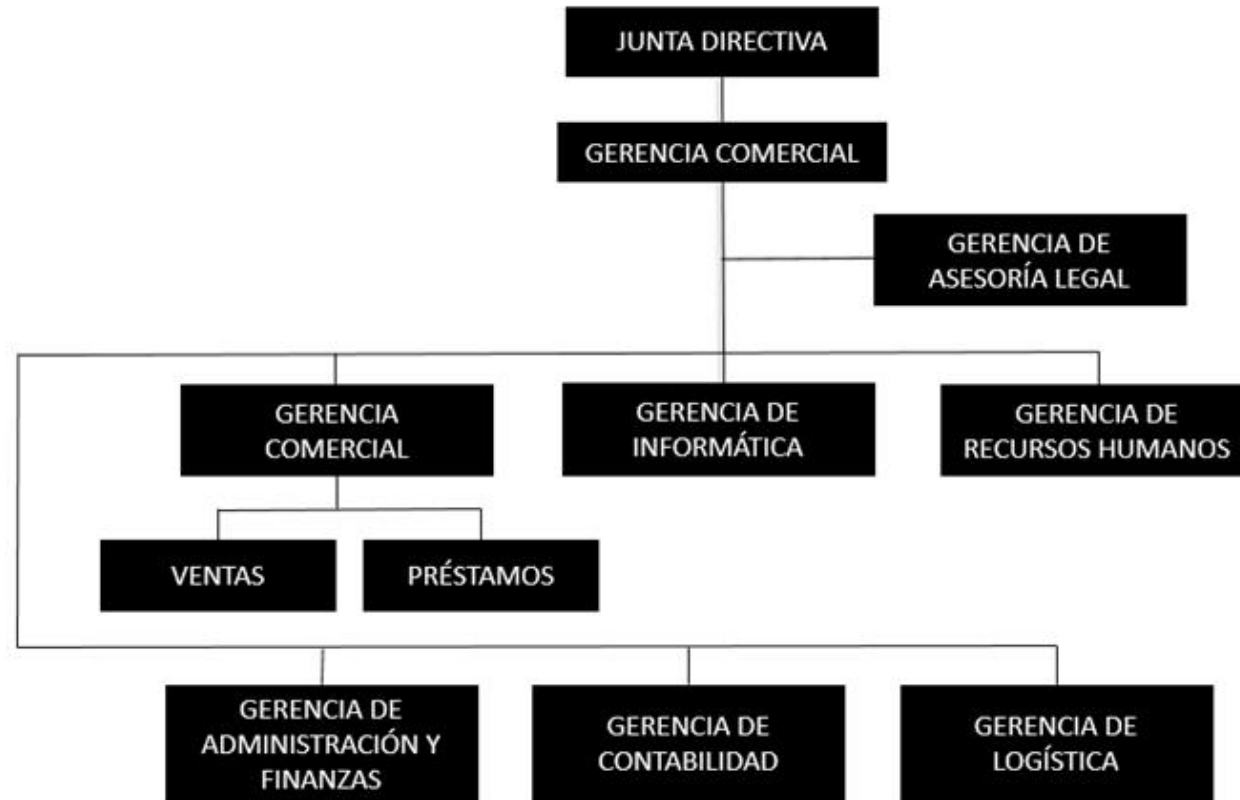 JUNTA DIRECTIVA
GERENCIA COMERCIAL
GERENCIA DE
ASESORÍA LEGAL
GERENCIA
COMERCIAL
GERENCIA DE
INFORMÁTICA
GERENCIA DE
RECURSOS HUMANOS
VENTAS
PRÉSTAMOS
GERENCIA DE
ADMINISTRACIÓN Y
FINANZAS
GERENCIA DE
CONTABILIDAD
GERENCIA DE
LOGÍSTICA